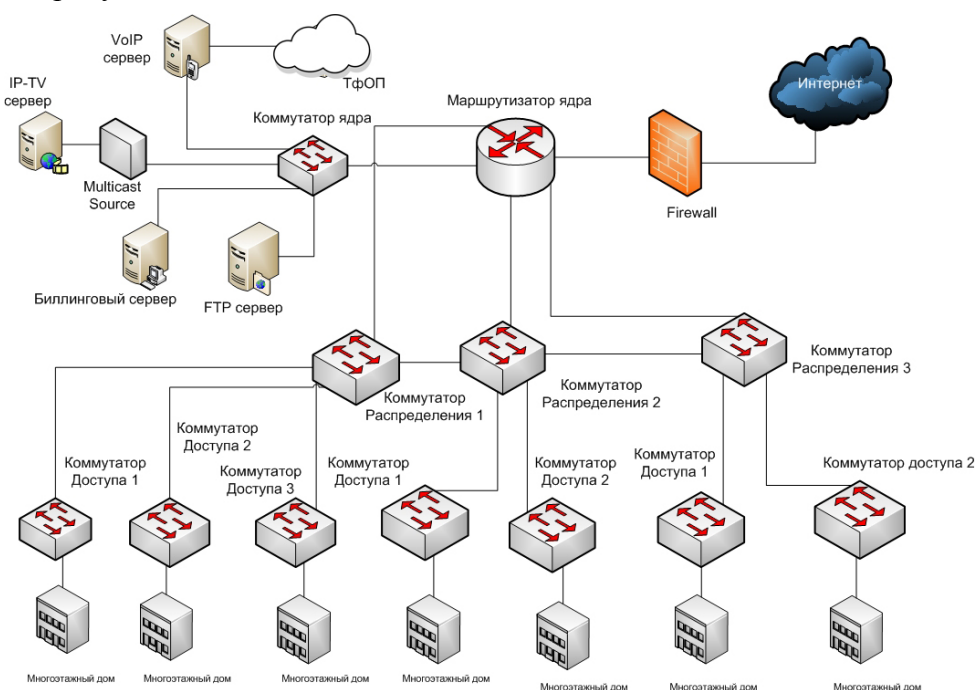 VoIP
сервер
ТфОП
IP-TV
сервер
Коммутатор ядра
Маршрутизатор ядра
Интернет
Multicast
Source
Firewall
Биллинговый сервер
FTP сервер
Коммутатор
Распределения 1
Коммутатор
Распределения 2
Коммутатор
Распределения 3
Коммутатор
Доступа 1
Коммутатор
Доступа 2
Коммутатор
Доступа 3
Коммутатор
Доступа 1
Коммутатор
Доступа 2
Коммутатор
Доступа 1
Коммутатор доступа 2
Многоэтажный дом
Многоэтажный дом
Многоэтажный дом
Многоэтажный дом
Многоэтажный дом
Многоэтажный дом
Многоэтажный дом